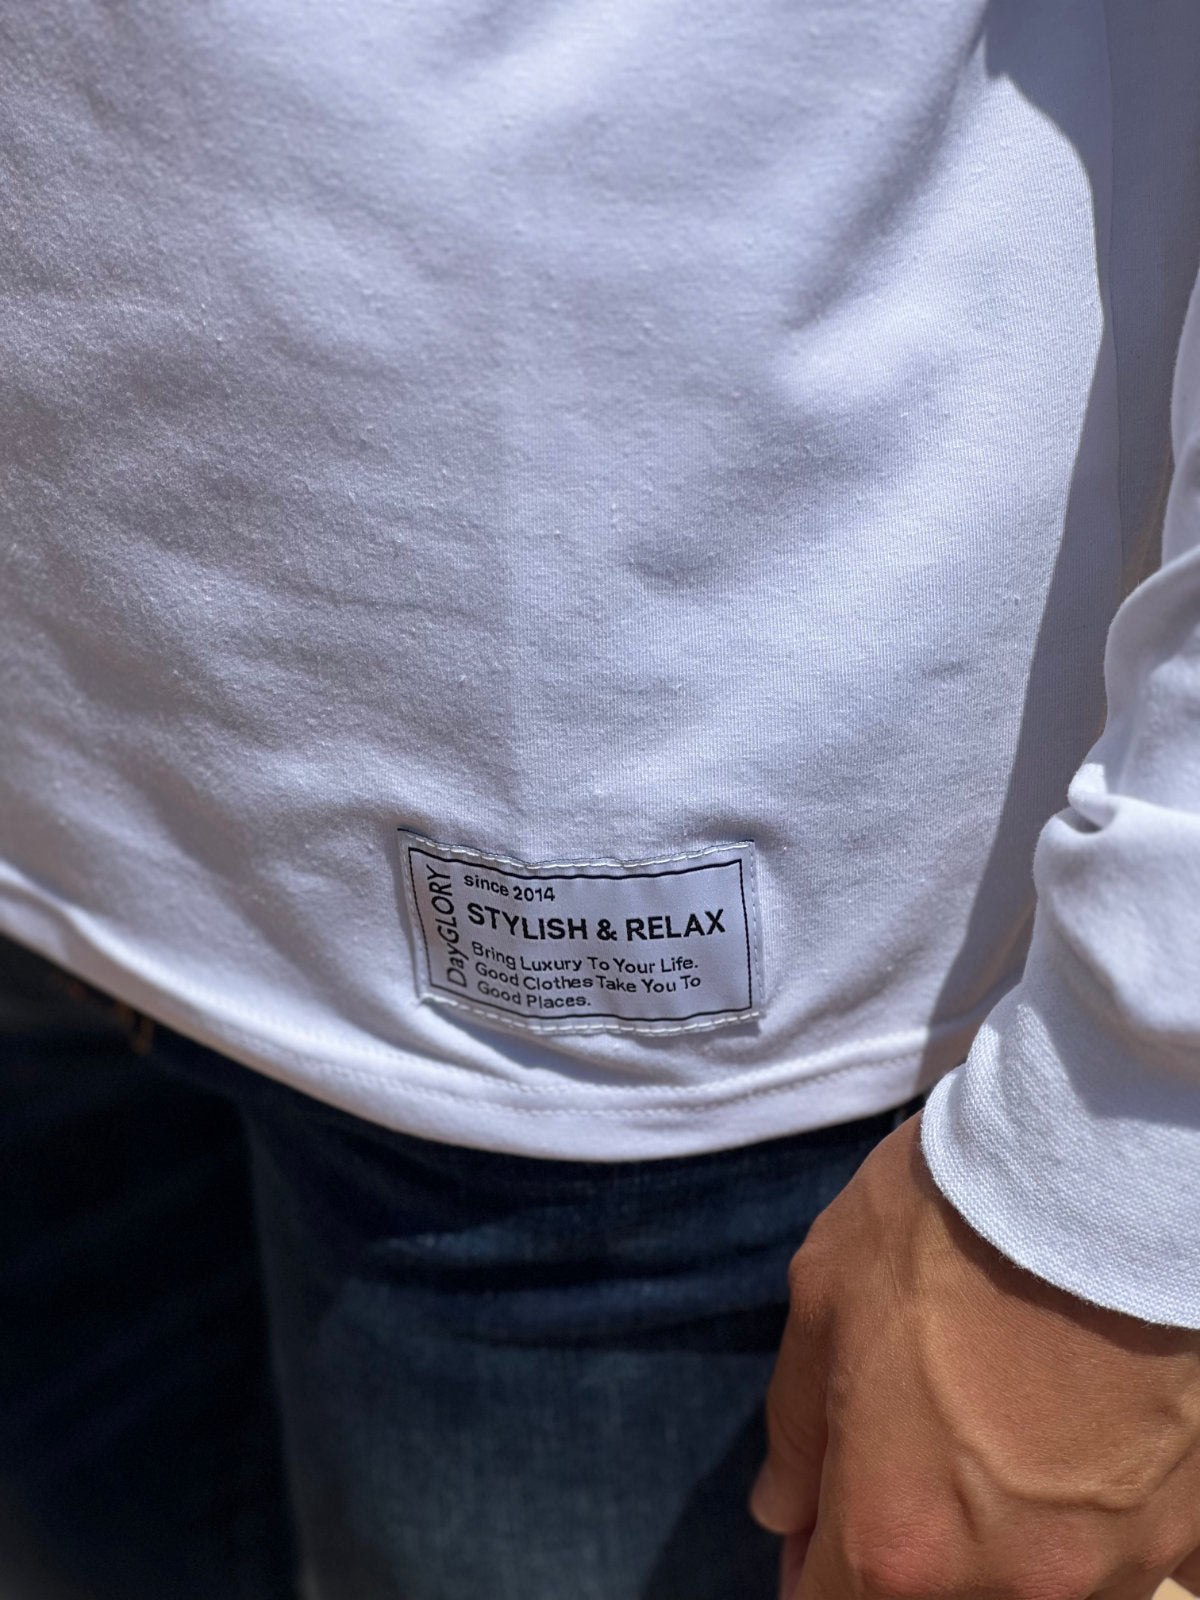 DayGLORY
since 2014
STYLISH & RELAX
Bring Luxury To Your Life.
Good Clothes Take You To
Good Places.